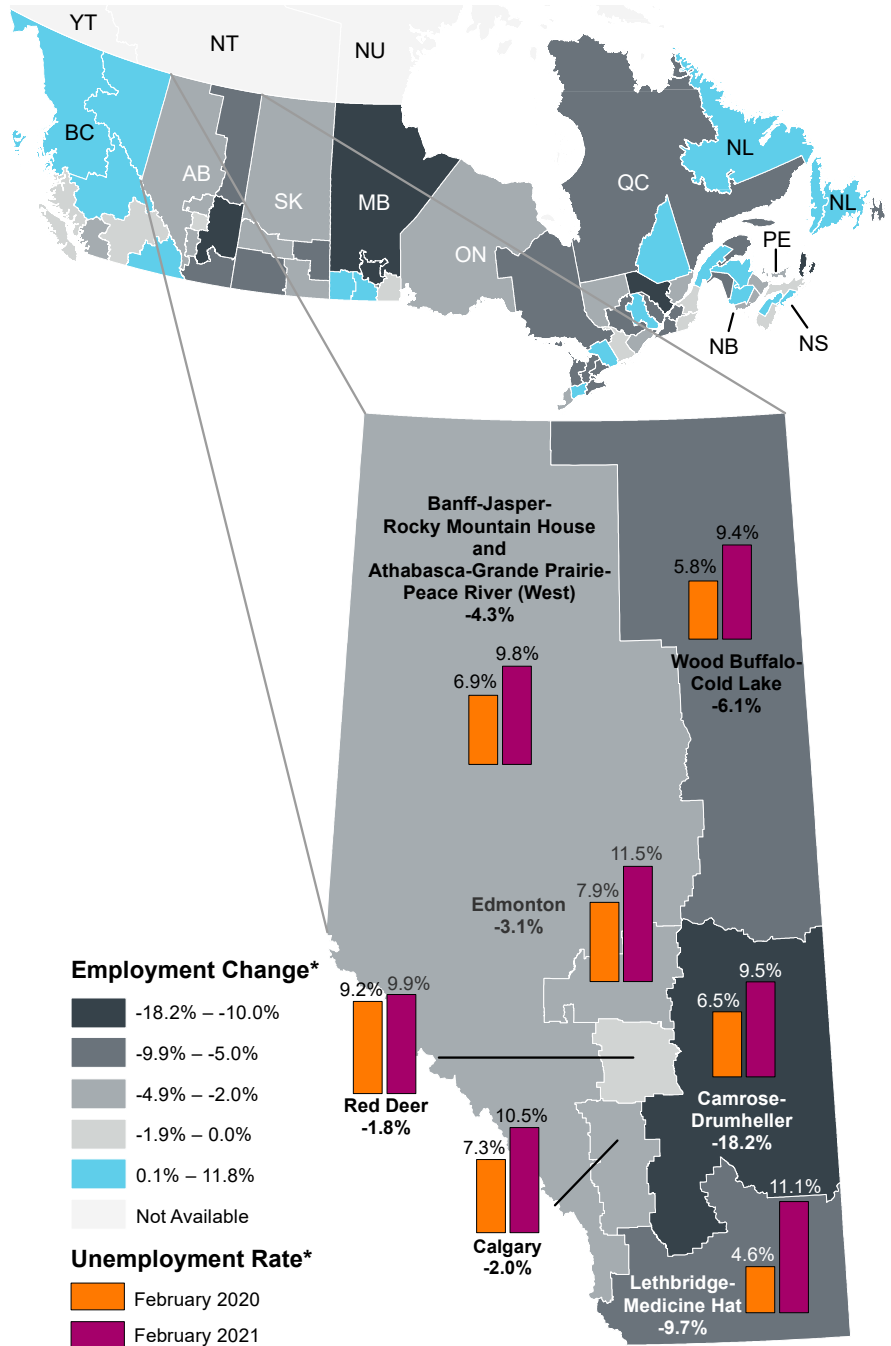 YT
NT
NU
BC
AB
SK
MB
ON
QC
NL
NL
PE
NB
NS
Banff-Jasper-
Rocky Mountain House
and
Athabasca-Grande Prairie-
Peace River (West)
-4.3%
6.9%
9.8%
5.8%
9.4%
Wood Buffalo-
Cold Lake
-6.1%
Edmonton
-3.1%
7.9%
11.5%
9.2%
9.9%
Red Deer
-1.8%
7.3%
10.5%
Calgary
-2.0%
6.5%
9.5%
Camrose-
Drumheller
-18.2%
4.6%
11.1%
Lethbridge-
Medicine Hat
-9.7%
Employment Change*
-18.2% – -10.0%
-9.9% – -5.0%
-4.9% – -2.0%
-1.9% – 0.0%
0.1% – 11.8%
Not Available
Unemployment Rate*
February 2020
February 2021